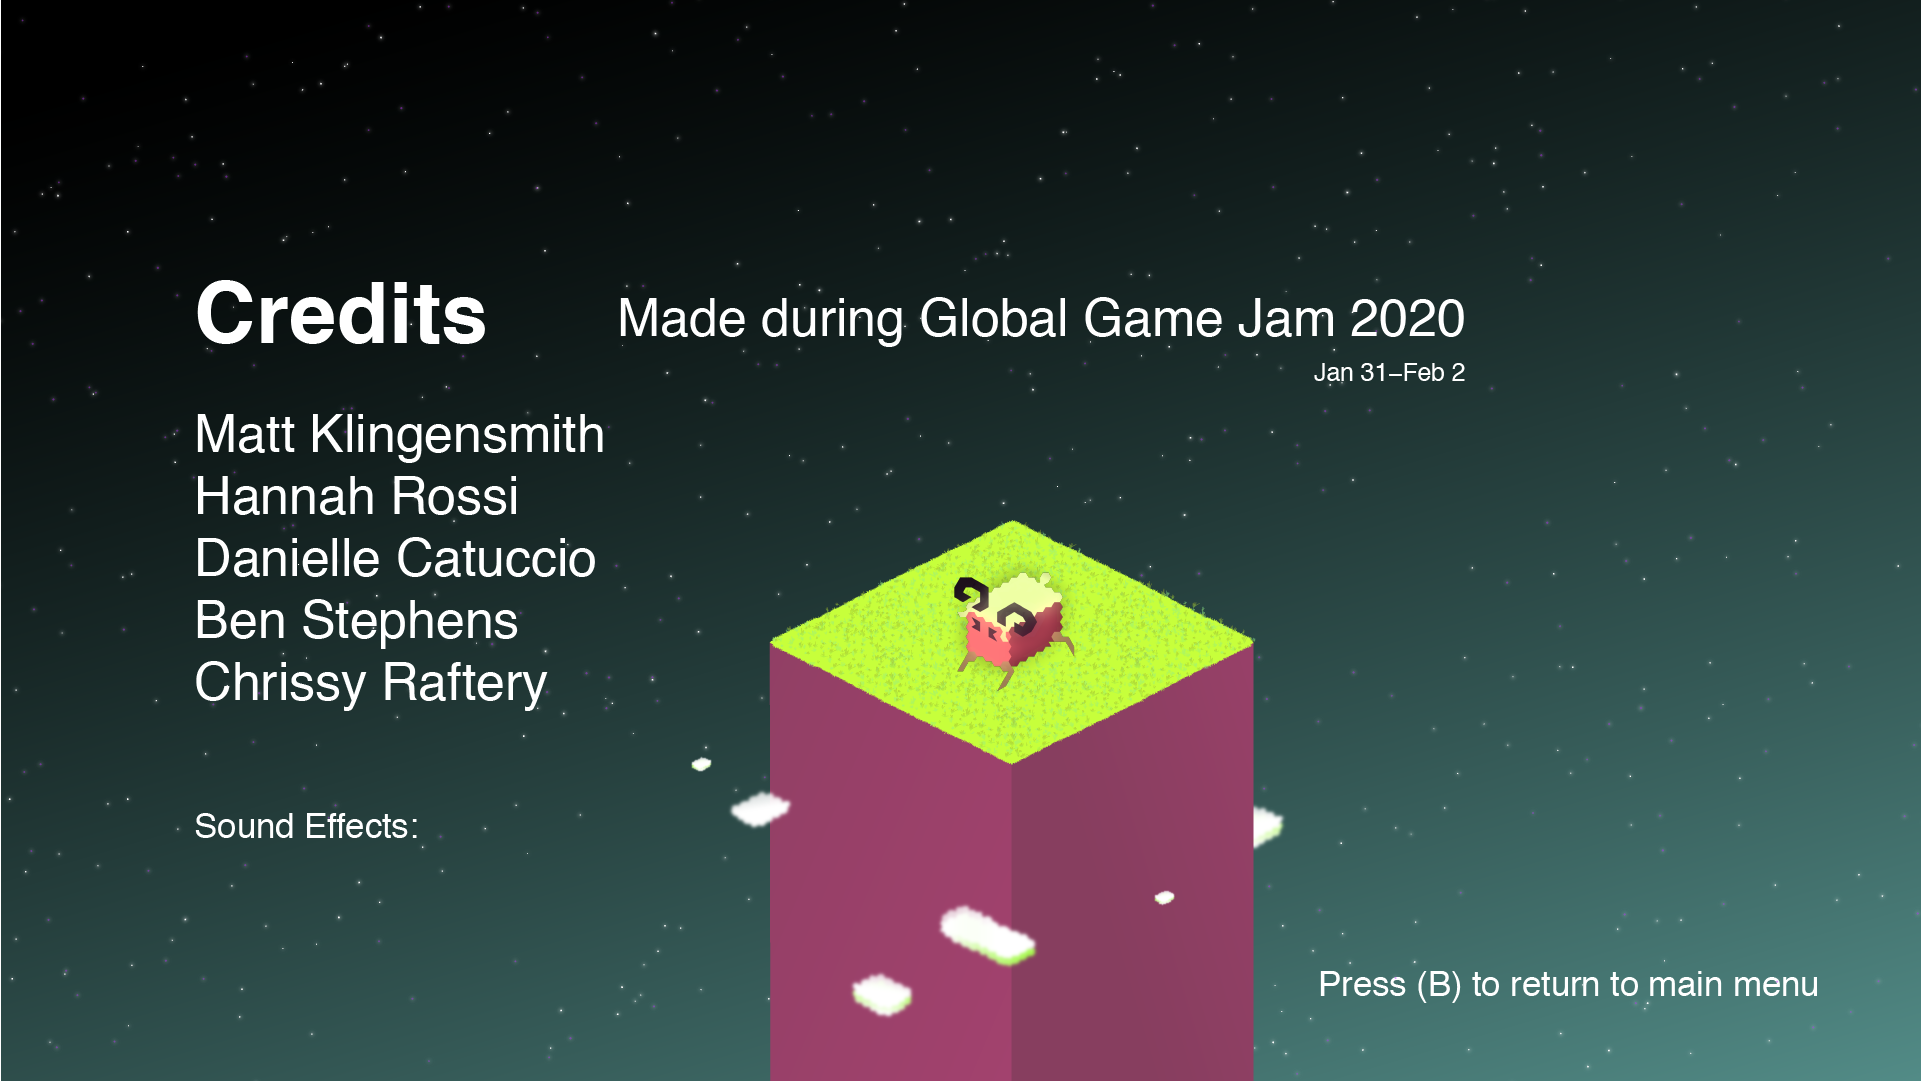 Credits
Made during Global Game Jam 2020
Jan 31–Feb 2
Matt Klingensmith
Hannah Rossi
Danielle Catuccio
Ben Stephens
Chrissy Raftery
Sound Effects:
Press (B) to return to main menu